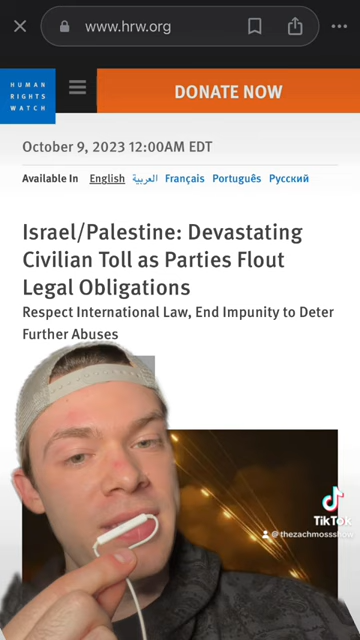 www.hrw.org
HUMAN
RIGHTS
WATCH
DONATE NOW
October 9, 2023 12:00AM EDT
Available In English العربية Français Português Русский
Israel/Palestine: Devastating
Civilian Toll as Parties Flout
Legal Obligations
Respect International Law, End Impunity to Deter
Further Abuses
TikTok
@thezachmossshow